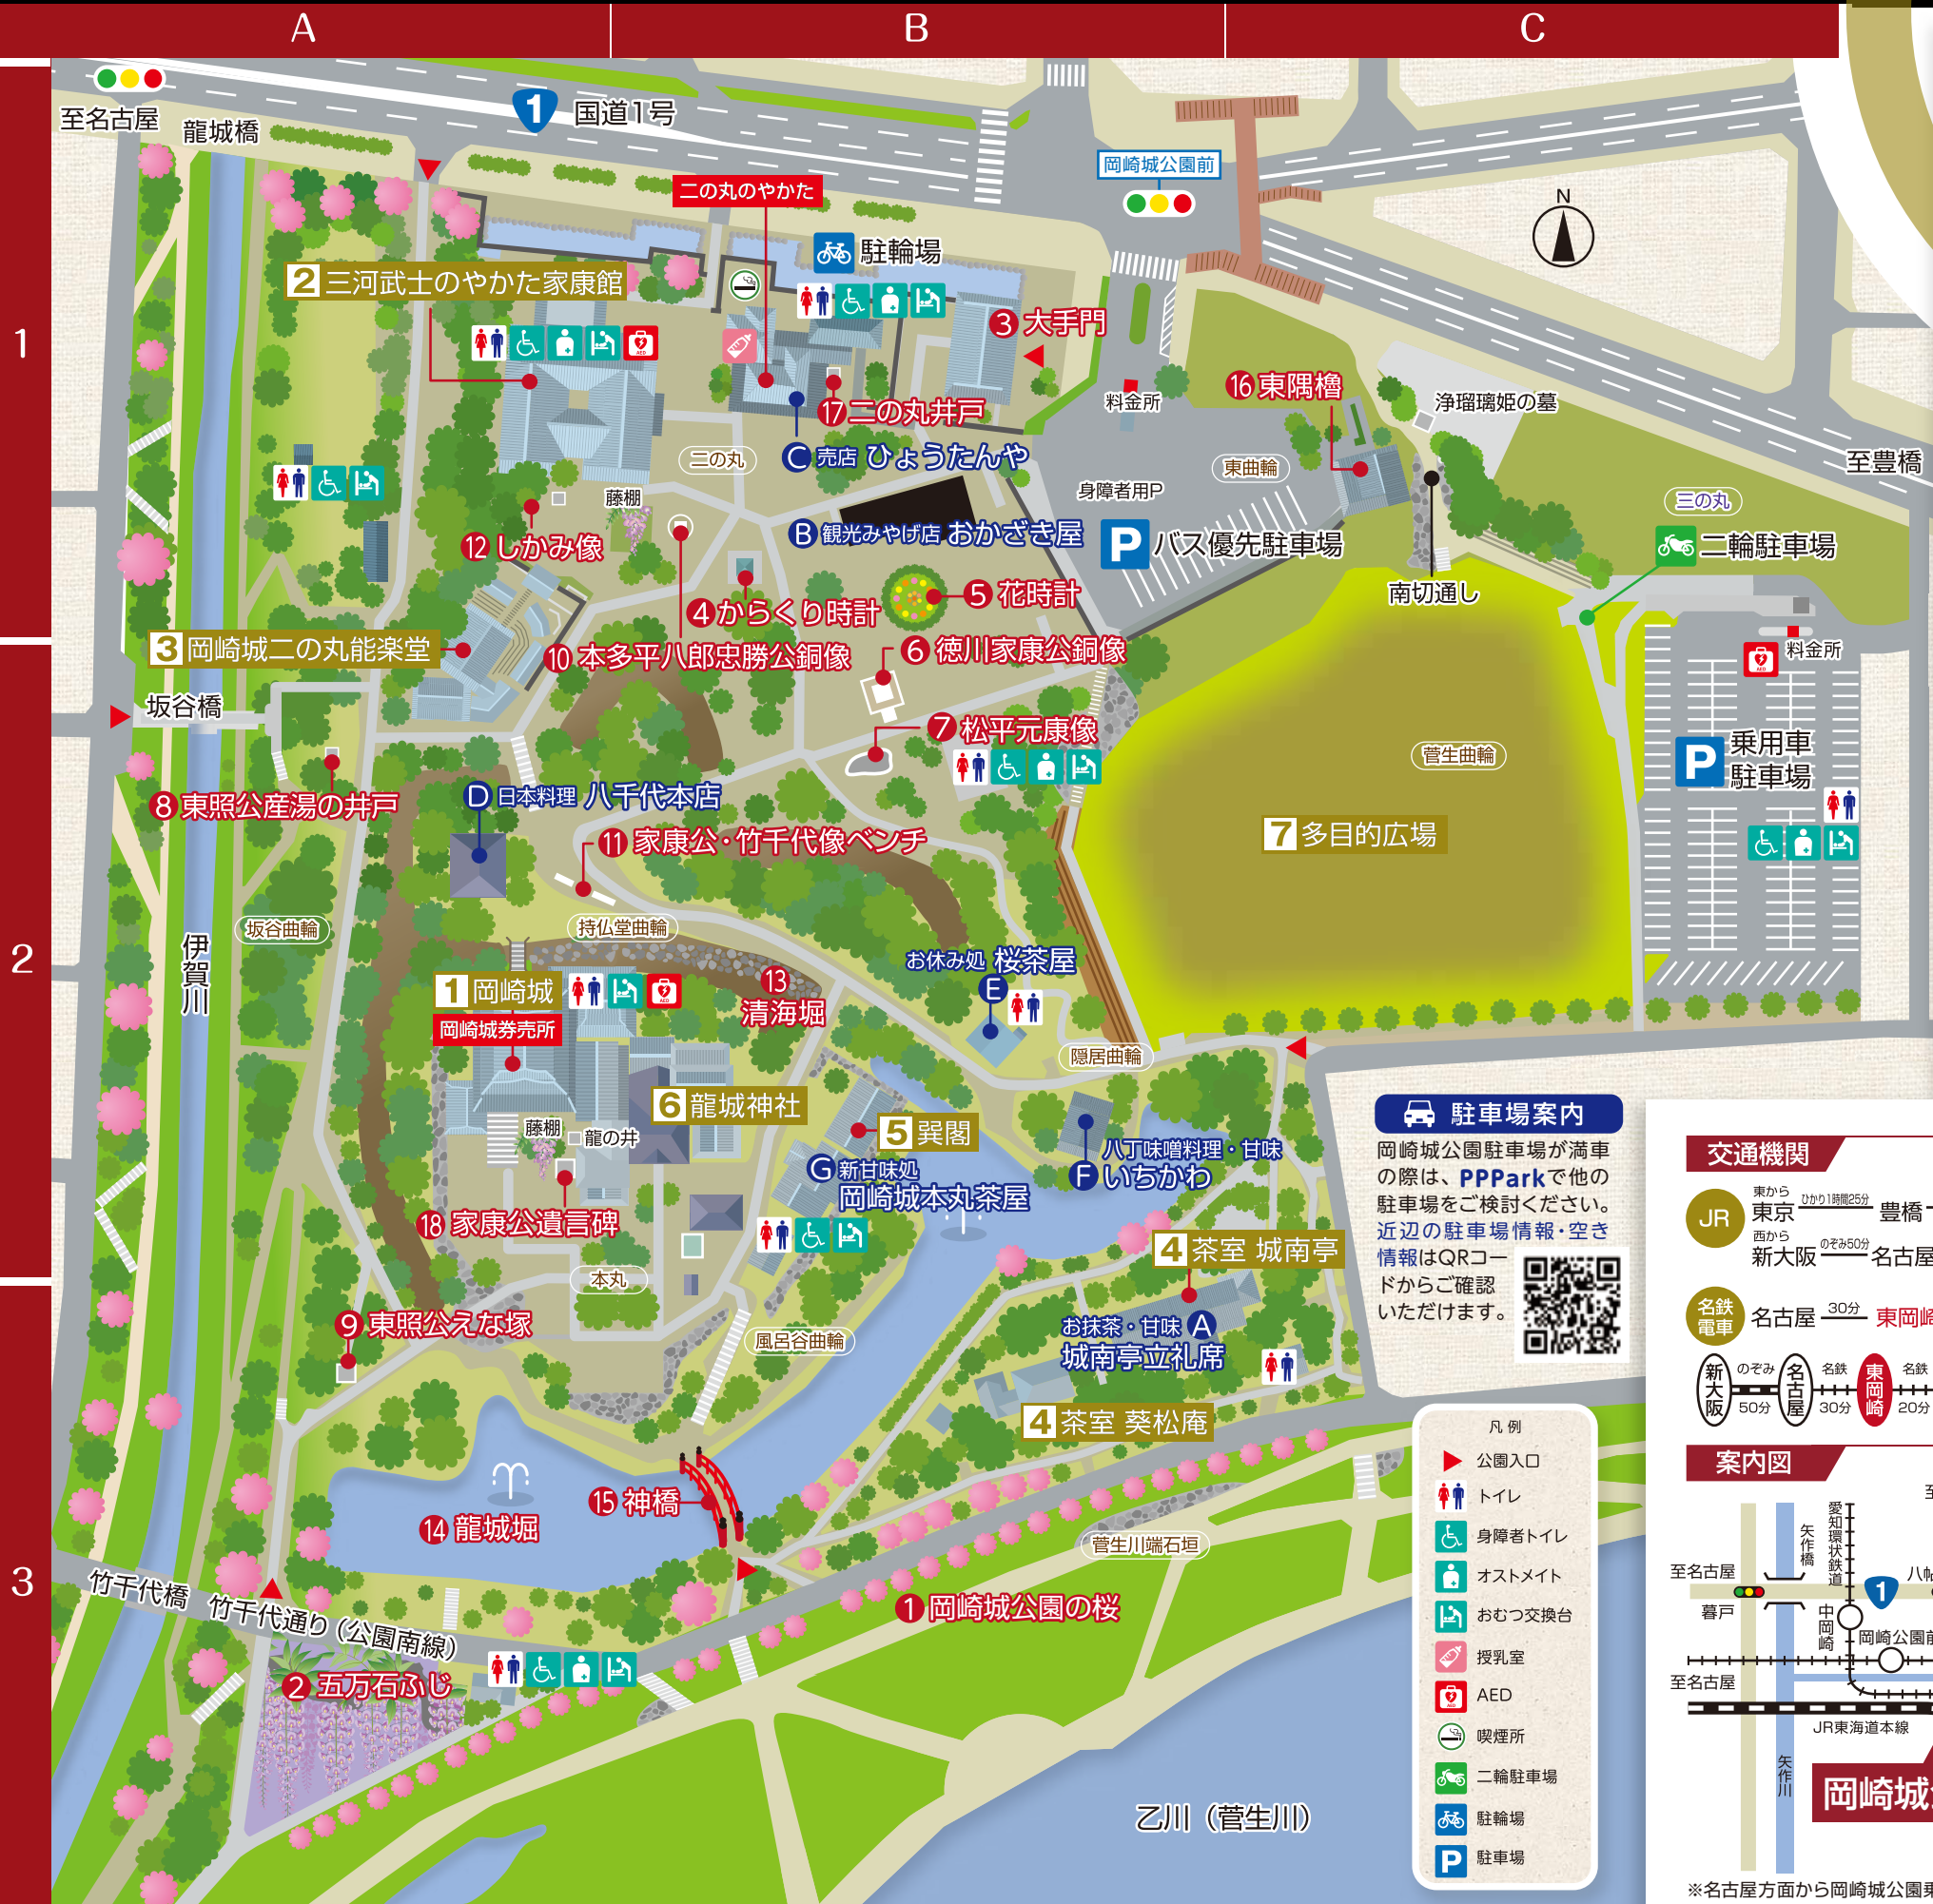 A
B
C
1
2
3
至名古屋
龍城橋
1 国道1号
岡崎城公園前
N
二の丸のやかた
駐輪場
2 三河武士のやかた家康館
3 大手門
料金所
16 東隅櫓
浄瑠璃姫の墓
至豊橋
17 二の丸井戸
二の丸
C 売店 ひょうたんや
東曲輪
身障者用P
三の丸
藤棚
B 観光みやげ店 おかざき屋
P バス優先駐車場
二輪駐車場
12 しかみ像
南切通し
4 からくり時計
5 花時計
3 岡崎城二の丸能楽堂
10 本多平八郎忠勝公銅像
6 徳川家康公銅像
料金所
AED
坂谷橋
7 松平元康像
菅生曲輪
P 乗用車
駐車場
8 東照公産湯の井戸
D 日本料理 八千代本店
11 家康公・竹千代像ベンチ
7 多目的広場
坂谷曲輪
持仏堂曲輪
伊賀川
お休み処 桜茶屋
E
1 岡崎城
岡崎城券売所
13
清海堀
隠居曲輪
6 龍城神社
藤棚
龍の井
5 巽閣
八丁味噌料理・甘味
F いちかわ
G 新甘味処
岡崎城本丸茶屋
18 家康公遺言碑
4 茶室 城南亭
本丸
9 東照公えな塚
風呂谷曲輪
お抹茶・甘味 A
城南亭立礼席
4 茶室 葵松庵
15 神橋
14 龍城堀
菅生川端石垣
竹千代橋
竹千代通り(公園南線)
1 岡崎城公園の桜
2 五万石ふじ
乙川(菅生川)
駐車場案内
岡崎城公園駐車場が満車
の際は、PPParkで他の
駐車場をご検討ください。
近辺の駐車場情報・空き
情報はQRコー
ドからご確認
いただけます。
凡例
公園入口
トイレ
身障者トイレ
オストメイト
おむつ交換台
授乳室
AED
喫煙所
二輪駐車場
駐輪場
P 駐車場
交通機関
JR
東から
東京 ひかり1時間25分 豊橋
西から
新大阪 のぞみ50分 名古屋
名鉄
電車
名古屋 30分 東岡崎
新大阪 のぞみ 50分 名古屋 名鉄 30分 東岡崎 名鉄 20分
案内図
至名古屋
矢作橋
愛知環状鉄道
1
八帖
暮戸
中岡崎
岡崎公園前
至名古屋
JR東海道本線
矢作川
岡崎城
※名古屋方面から岡崎城公園